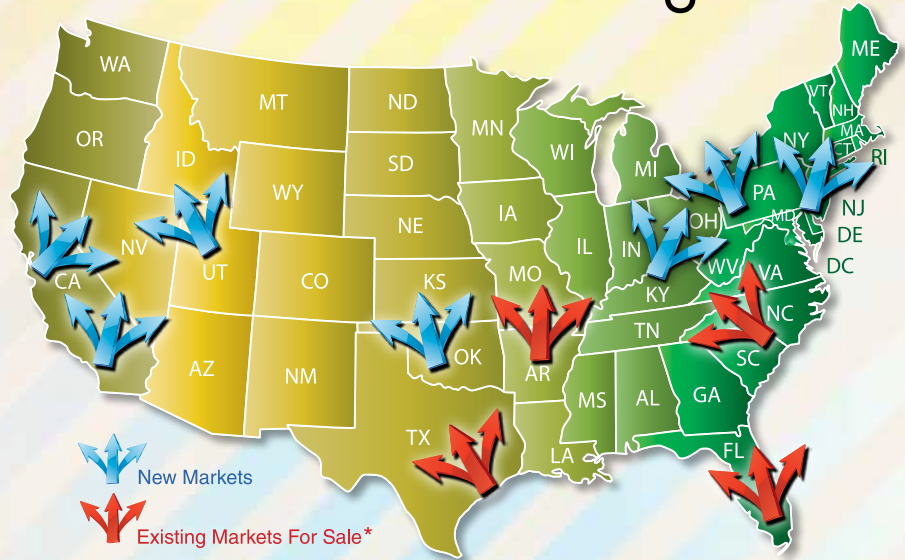 g
ME
WA
VT
MT
ND
NH
MN
OR
NY
MA
CT
WI
RI
ID
SD
MI
WY
PA
NE
IA
OH
NJ
MD
NV
IL
IN
DE
UT
WV
VA
DC
CA
CO
KS
MO
KY
NC
TN
OK
SC
AZ
NM
AR
MS
AL
GA
TX
LA
FL
New Markets
Existing Markets For Sale*